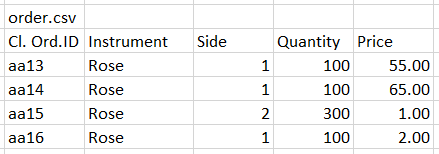 order.csv
Cl. Ord.ID Instrument Side Quantity Price
aa13 Rose 1 100 55.00
aa14 Rose 1 100 65.00
aa15 Rose 2 300 1.00
aa16 Rose 1 100 2.00